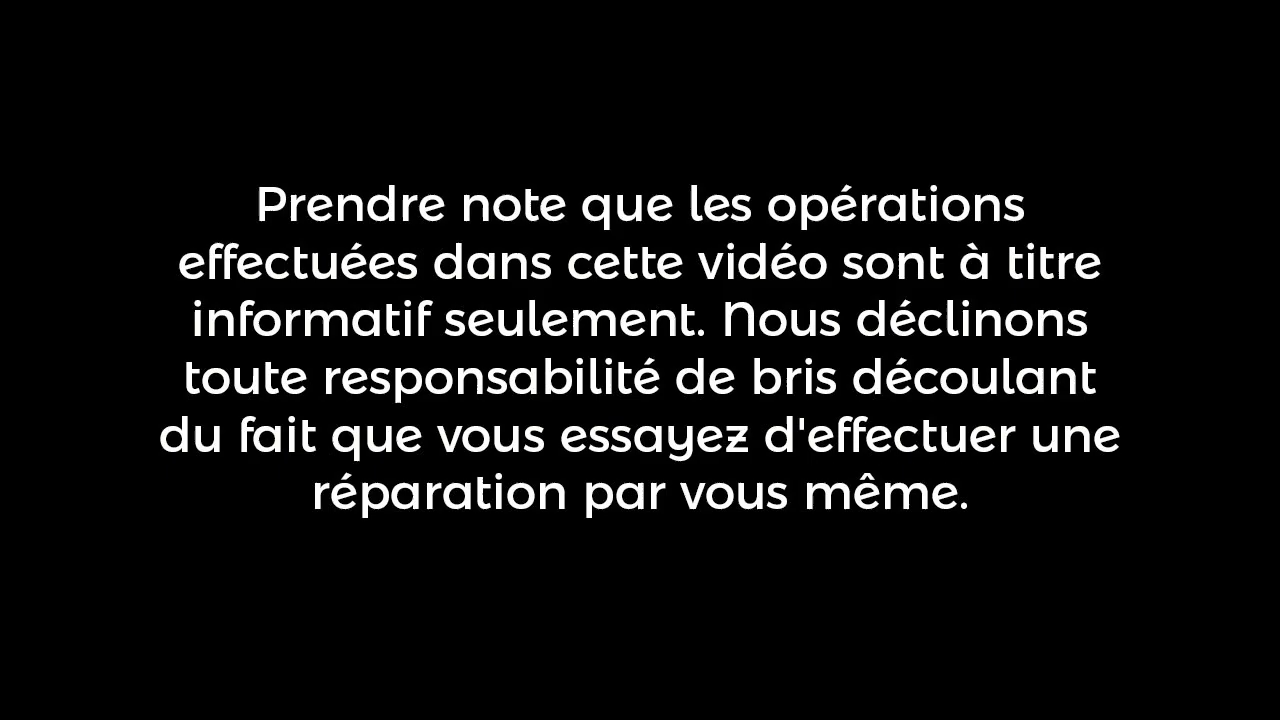 Prendre note que les opérations
effectuées dans cette vidéo sont à titre
informatif seulement. Nous déclinons
toute responsabilité de bris découlant
du fait que vous essayez d'effectuer une
réparation par vous même.